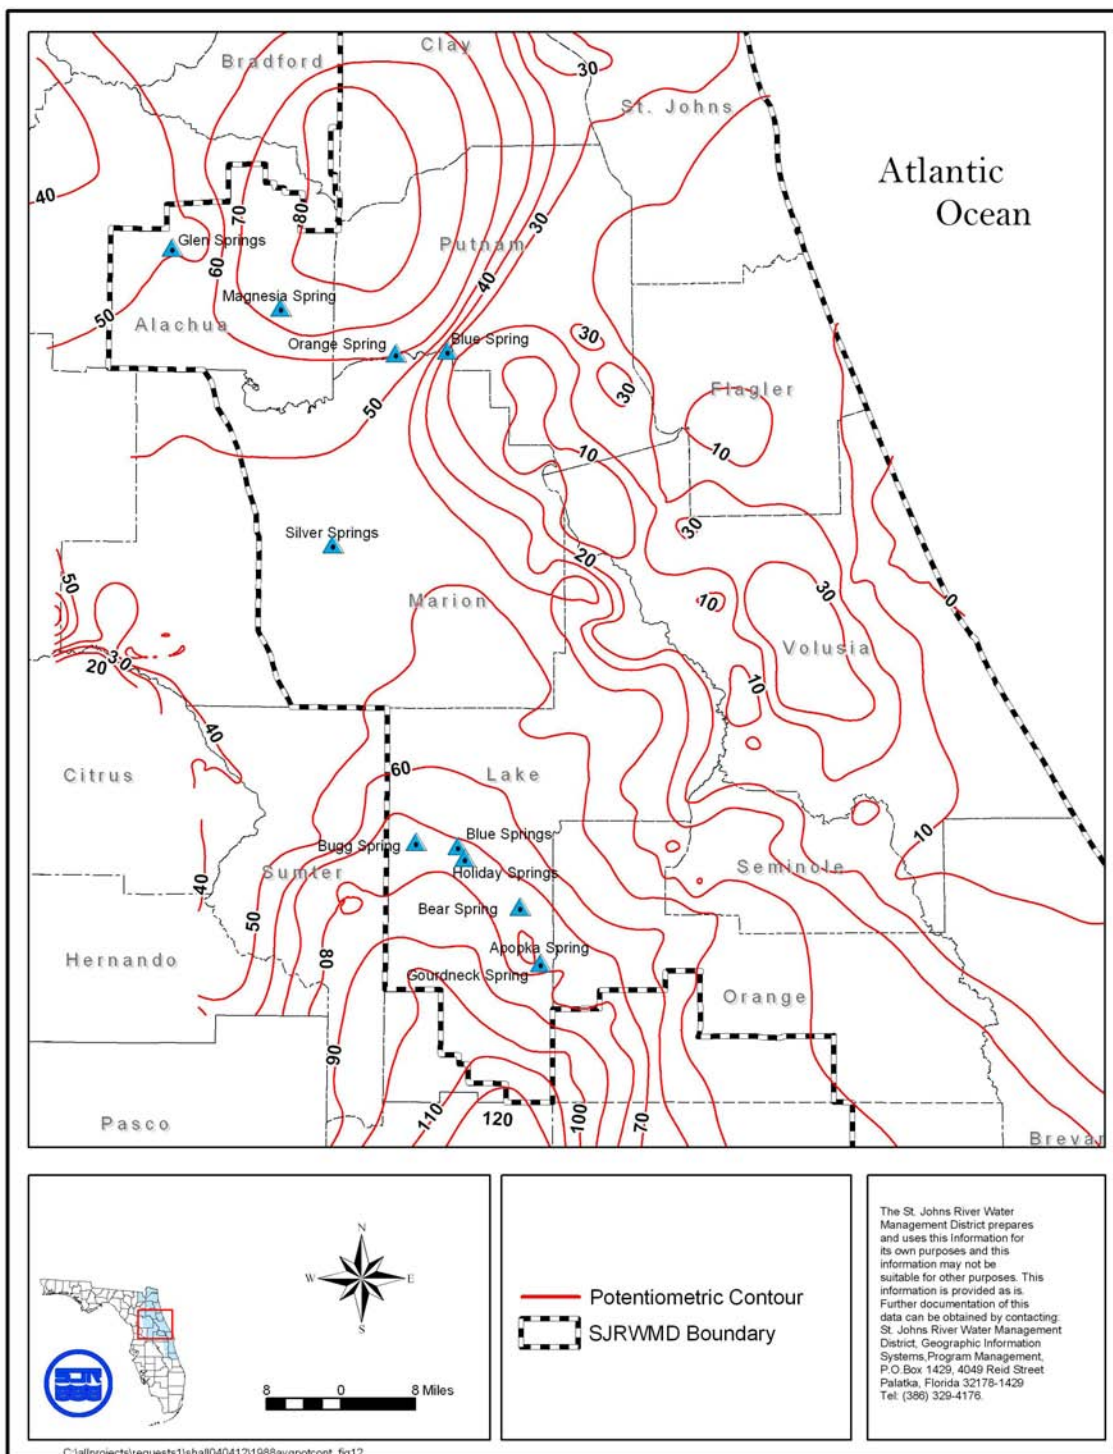 Clay
Bradford
30
St. Johns
Atlantic
Ocean
40
70
80
30
Glen Springs
Putnam
60
40
Magnesia Spring
50
Alachua
Orange Spring
Blue Spring
30
50
30
Flagler
10
10
Silver Springs
20
50
30
Marion
10
30
0
Volusia
20
30
10
40
Citrus
60
Lake
10
Blue Springs
Bugg Spring
Sumter
Holiday Springs
Seminole
40
50
Bear Spring
80
Apopka Spring
Gourdneck Spring
Hernando
Orange
90
110
120
100
70
Pasco
Brevar
N
W
E
S
8 0 8 Miles
Potentiometric Contour
SJRWMD Boundary
The St. Johns River Water
Management District prepares
and uses this Information for
its own purposes and this
information may not be
suitable for other purposes. This
information is provided as is.
Further documentation of this
data can be obtained by contacting:
St. Johns River Water Management
District, Geographic Information
Systems,Program Management,
P.O.Box 1429, 4049 Reid Street
Palatka, Florida 32178-1429
Tel: (386) 329-4176.